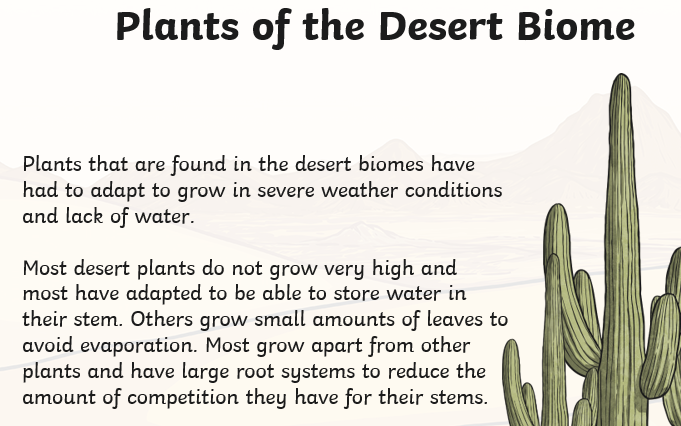 Plants of the Desert Biome
Plants that are found in the desert biomes have
had to adapt to grow in severe weather conditions
and lack of water.
Most desert plants do not grow very high and
most have adapted to be able to store water in
their stem. Others grow small amounts of leaves to
avoid evaporation. Most grow apart from other
plants and have large root systems to reduce the
amount of competition they have for their stems.